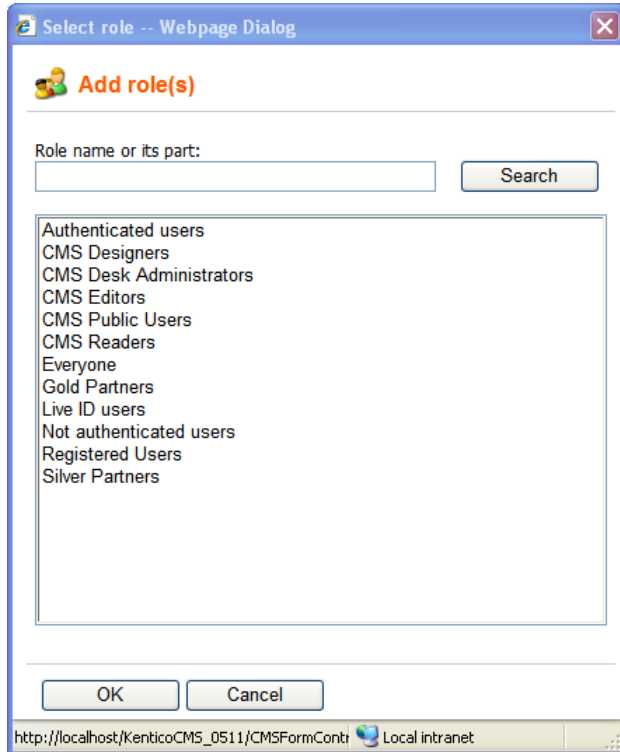 Select role -- Webpage Dialog
Add role(s)
Role name or its part:
Search
Authenticated users
CMS Designers
CMS Desk Administrators
CMS Editors
CMS Public Users
CMS Readers
Everyone
Gold Partners
Live ID users
Not authenticated users
Registered Users
Silver Partners
OK Cancel
http://localhost/KenticoCMS_0511/CMSFormContr Local intranet